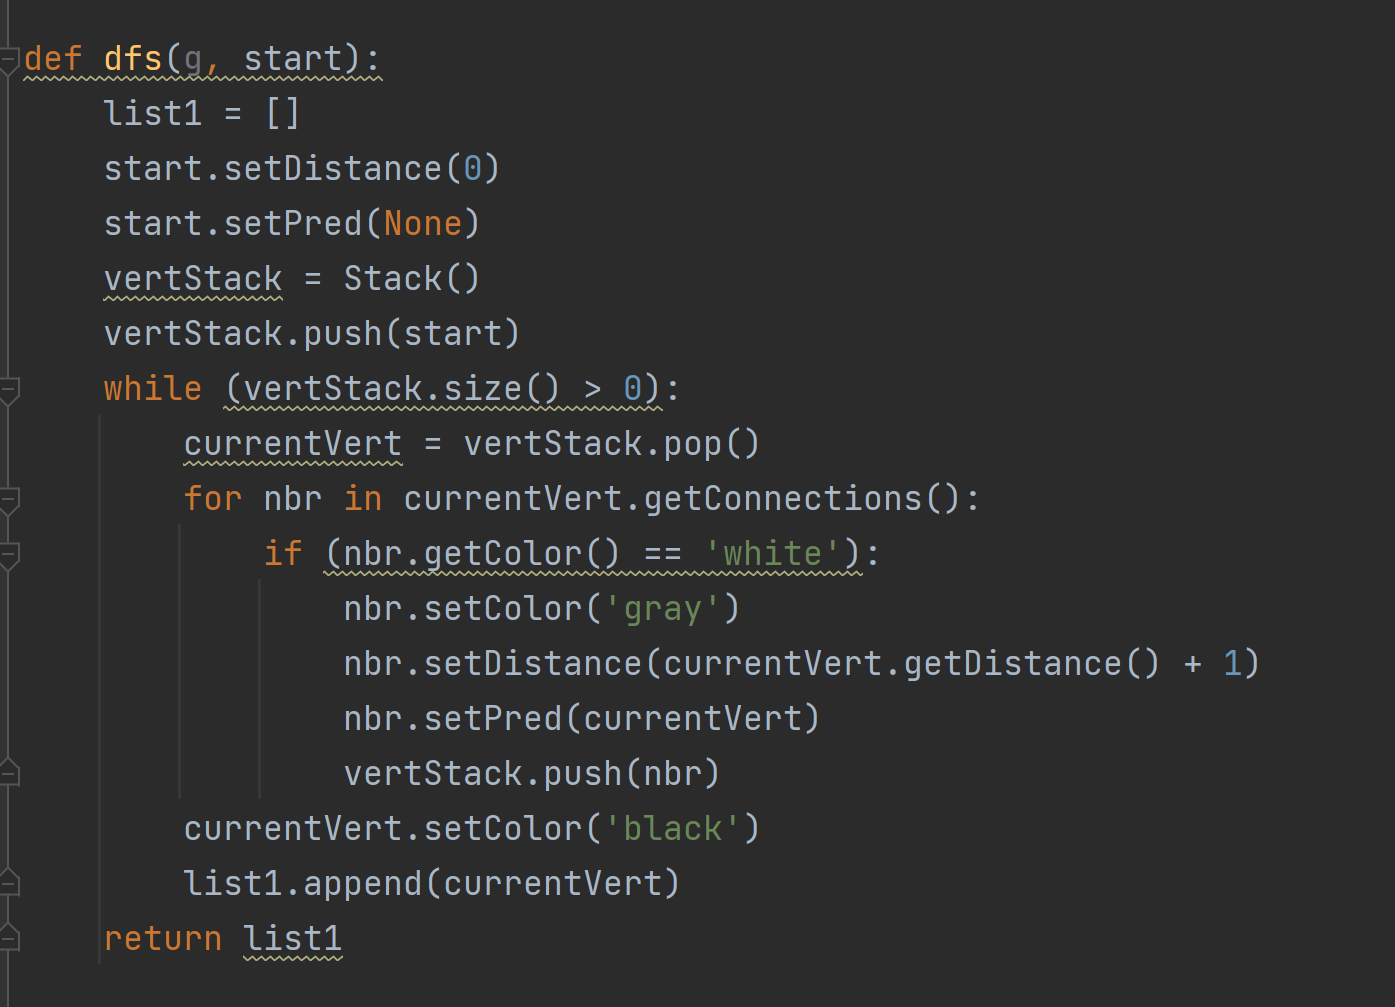 def dfs(g, start):
    list1 = []
    start.setDistance(0)
    start.setPred(None)
    vertStack = Stack()
    vertStack.push(start)
    while (vertStack.size() > 0):
        currentVert = vertStack.pop()
        for nbr in currentVert.getConnections():
            if (nbr.getColor() == 'white'):
                nbr.setColor('gray')
                nbr.setDistance(currentVert.getDistance() + 1)
                nbr.setPred(currentVert)
                vertStack.push(nbr)
        currentVert.setColor('black')
        list1.append(currentVert)
    return list1